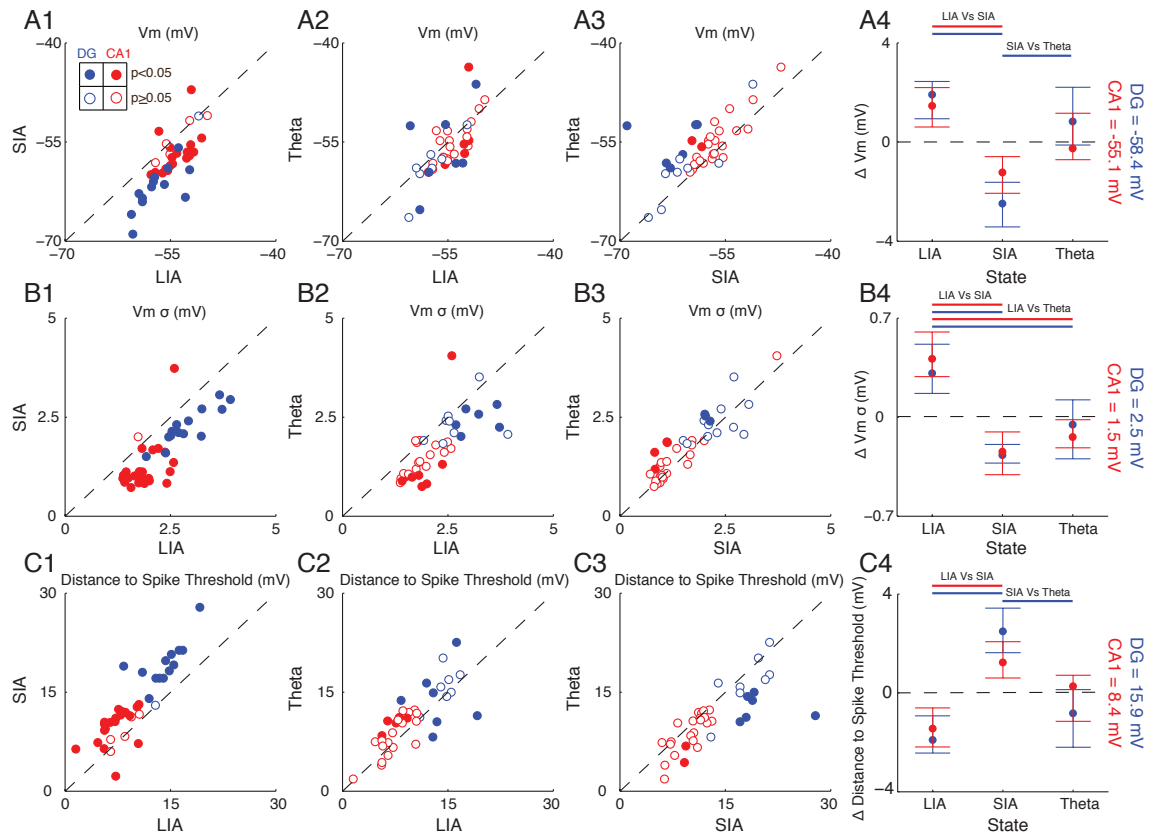 A1
Vm (mV)
DG CA1
p<0.05
p≥0.05
−40
−55
−70
SIA
−70 −55 −40
LIA
A2
Vm (mV)
−40
−55
−70
Theta
−70 −55 −40
LIA
A3
Vm (mV)
−40
−55
−70
Theta
−70 −55 −40
SIA
A4
LIA Vs SIA
SIA Vs Theta
4
0
−4
Δ Vm (mV)
LIA SIA Theta
State
DG = -58.4 mV
CA1 = -55.1 mV
B1
Vm σ (mV)
5
2.5
0
SIA
0 2.5 5
LIA
B2
Vm σ (mV)
5
2.5
0
Theta
0 2.5 5
LIA
B3
Vm σ (mV)
5
2.5
0
Theta
0 2.5 5
SIA
B4
LIA Vs SIA
LIA Vs Theta
0.7
0
−0.7
Δ Vm σ (mV)
LIA SIA Theta
State
DG = 2.5 mV
CA1 = 1.5 mV
C1
Distance to Spike Threshold (mV)
30
15
0
SIA
0 15 30
LIA
C2
Distance to Spike Threshold (mV)
30
15
0
Theta
0 15 30
LIA
C3
Distance to Spike Threshold (mV)
30
15
0
Theta
0 15 30
SIA
C4
LIA Vs SIA
SIA Vs Theta
4
0
−4
Δ Distance to Spike Threshold (mV)
LIA SIA Theta
State
DG = 15.9 mV
CA1 = 8.4 mV